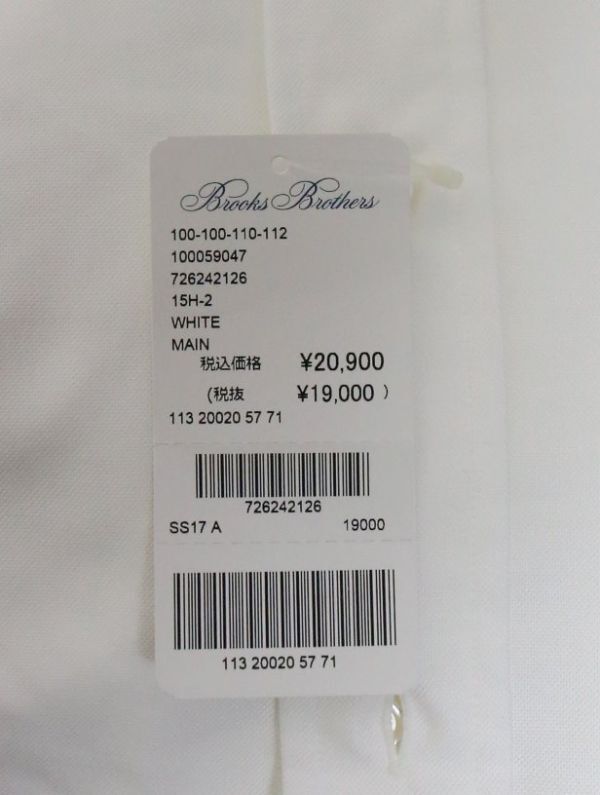 Brooks Brothers
100-100-110-112
100059047
726242126
15H-2
WHITE
MAIN
税込価格 ¥20,900
(税抜 ¥19,000 )
113 20020 57 71
726242126
SS17 A 19000
113 20020 57 71